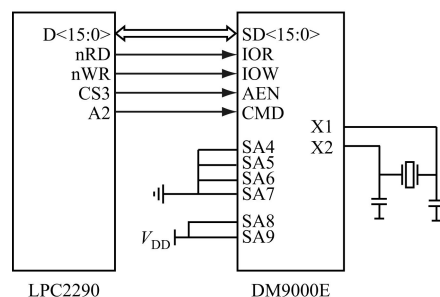 D<15:0> SD<15:0>
nRD IOR
nWR IOW
CS3 AEN
A2 CMD
X1
X2
SA4
SA5
SA6
SA7
SA8
V_DD SA9
LPC2290 DM9000E